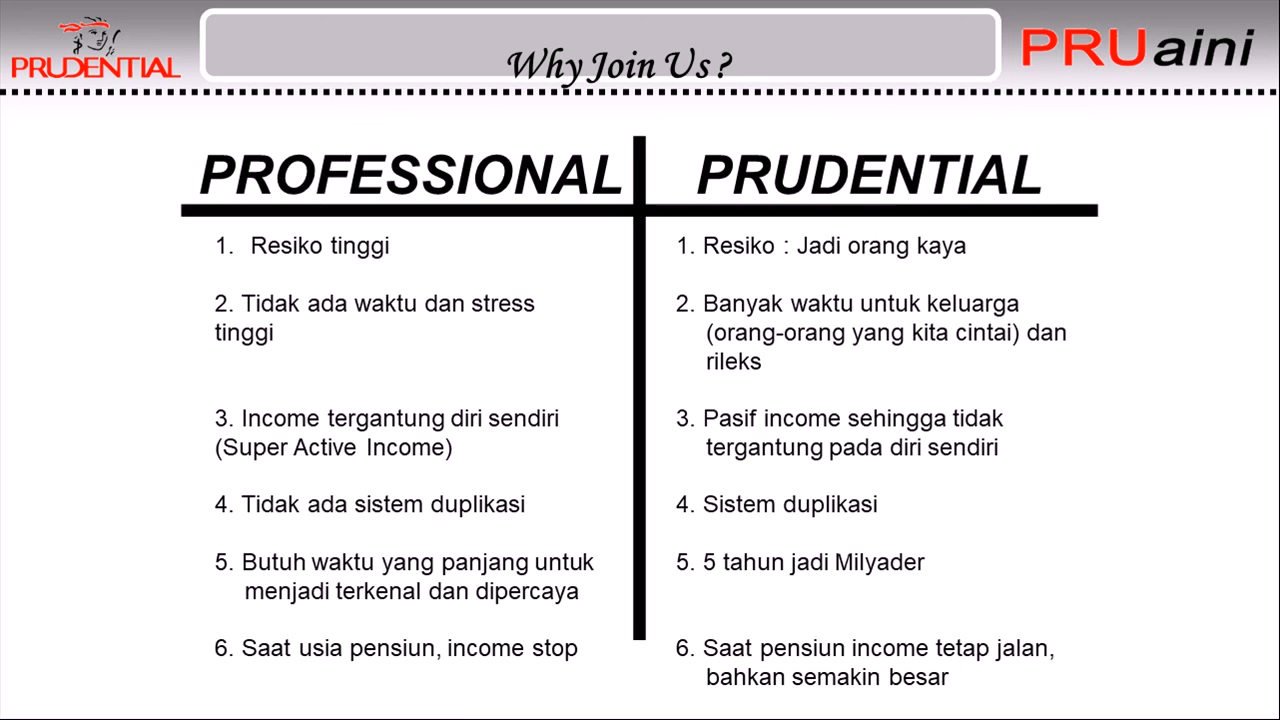 PRUDENTIAL
Why Join Us ?
PRUaini
PROFESSIONAL
1. Resiko tinggi
2. Tidak ada waktu dan stress
tinggi
3. Income tergantung diri sendiri
(Super Active Income)
4. Tidak ada sistem duplikasi
5. Butuh waktu yang panjang untuk
menjadi terkenal dan dipercaya
6. Saat usia pensiun, income stop
PRUDENTIAL
1. Resiko : Jadi orang kaya
2. Banyak waktu untuk keluarga
(orang-orang yang kita cintai) dan
rileks
3. Pasif income sehingga tidak
tergantung pada diri sendiri
4. Sistem duplikasi
5. 5 tahun jadi Milyader
6. Saat pensiun income tetap jalan,
bahkan semakin besar